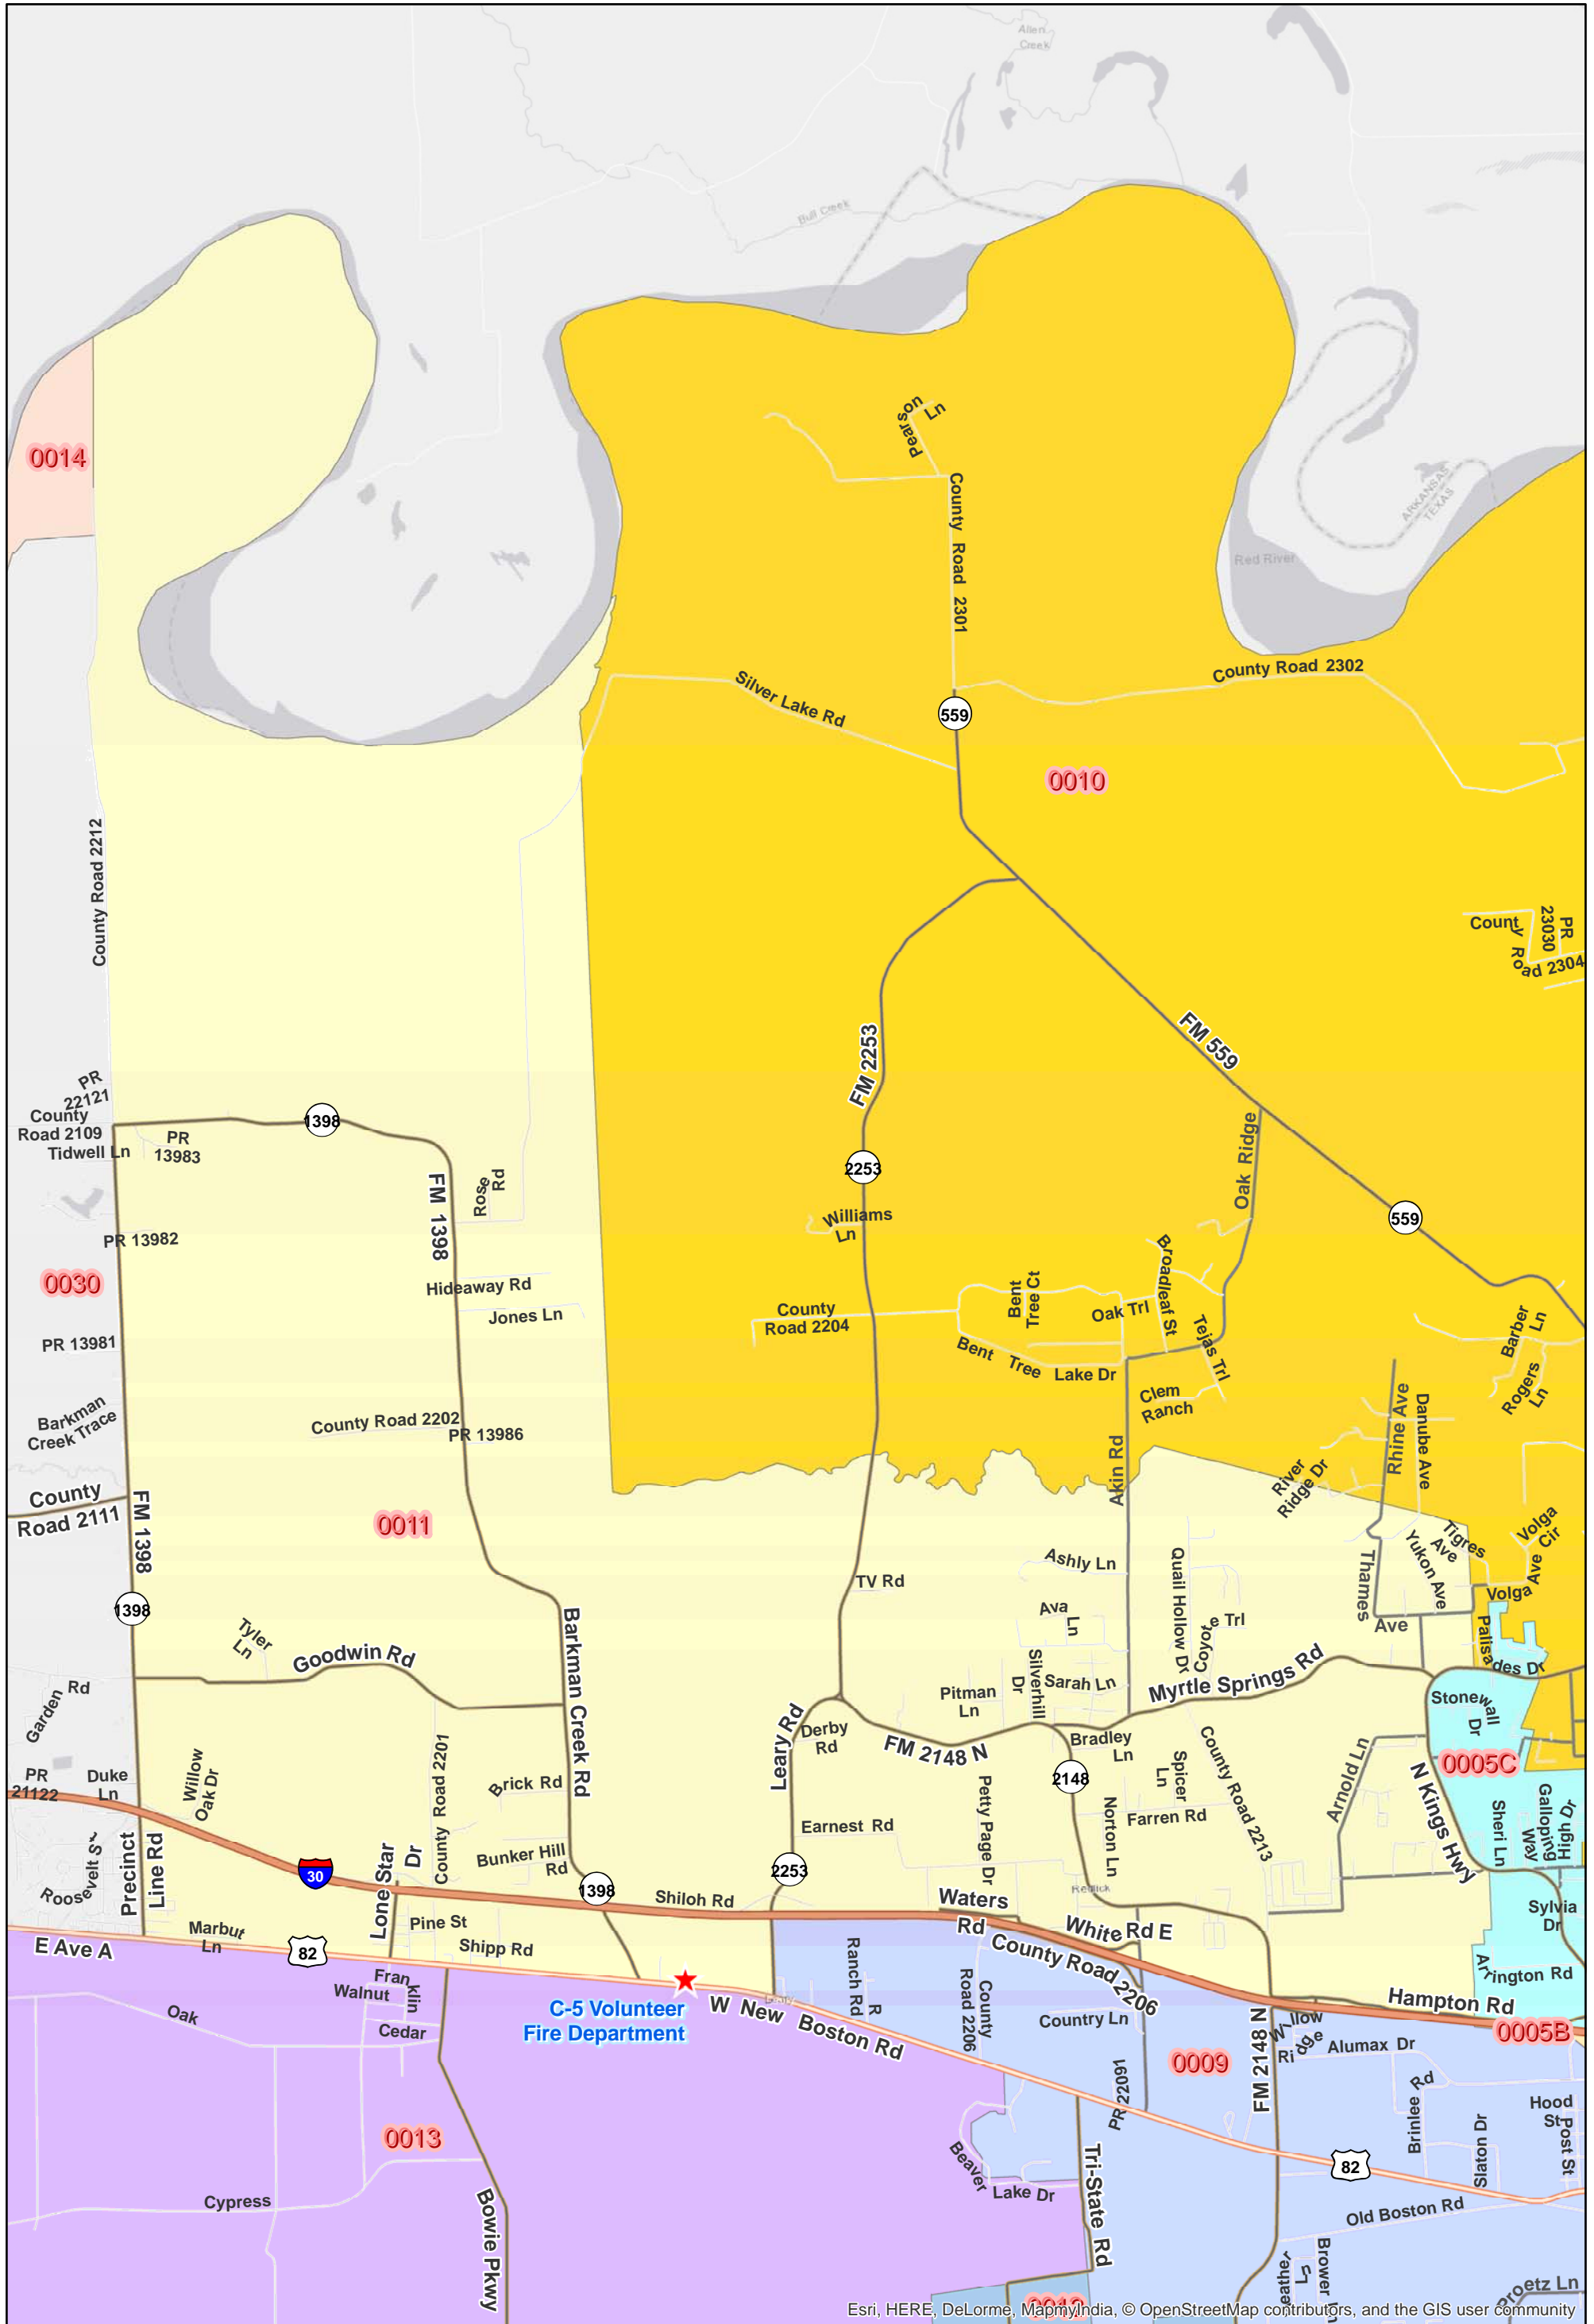 Allen
Creek
Bull Creek
0014
Pearson
Ln
County Road 2301
ARKANSAS
TEXAS
Red River
County Road 2302
Silver Lake Rd
559
0010
County Road 2212
County Road 2304
PR
23030
FM 2253
FM 559
PR
22121
County
Road 2109
Tidwell Ln
1398
PR
13983
FM 1398
Rose
Rd
2253
Oak Ridge
559
Williams
Ln
PR 13982
0030
Hideaway Rd
Jones Ln
PR 13981
County
Road 2204
Bent
Tree Ct
Oak Trl
Broadleaf St
Tejas Trl
Bent Tree
Lake Dr
Clem
Ranch
Barber
Ln
Rogers
Ln
Barkman
Creek Trace
County Road 2202
PR 13986
Akin Rd
Rhine Ave
Danube Ave
River
Ridge Dr
County
Road 2111
FM 1398
0011
Volga
Cir
Tigres
Ave
Yukon Ave
Thames
Ave
Volga
Ave
Palisades Dr
1398
TV Rd
Ashly Ln
Ava
Ln
Quail Hollow Dr
Coyote Trl
Tyler
Ln
Goodwin Rd
Barkman Creek Rd
Silverhill
Dr
Sarah Ln
Pitman
Ln
Myrtle Springs Rd
Garden Rd
Leary Rd
Derby
Rd
FM 2148 N
Bradley
Ln
Stonewall
Dr
0005C
PR
21122
Duke
Ln
Willow
Oak Dr
County Road 2201
Brick Rd
2148
Petty Page Dr
Spicer
Ln
County Road 2213
Arnold Ln
N Kings Hwy
Norton Ln
Farren Rd
Earnest Rd
Sheri Ln
Galloping
Way
High Dr
Roosevelt St
Precinct
Line Rd
30
Lone Star
Dr
Bunker Hill
Rd
1398
2253
Shiloh Rd
Redlick
Waters
Rd
White Rd E
Sylvia
Dr
E Ave A
Marbut
Ln
82
Pine St
Shipp Rd
County Road 2206
Arrington Rd
Franklin
Walnut
Oak
Cedar
C-5 Volunteer
Fire Department
Leary
W New Boston Rd
Ranch Rd
R
County
Road 2206
Country Ln
FM 2148 N
Hampton Rd
Willow
Ridge
Alumax Dr
0005B
0009
PR 22091
Brinlee Rd
Hood
St
Post St
Slaton Dr
0013
Beaver
Lake Dr
Tri-State Rd
82
Cypress
Bowie Pkwy
Old Boston Rd
Brower Ln
Proetz Ln
Esri, HERE, DeLorme, MapmyIndia, © OpenStreetMap contributors, and the GIS user community